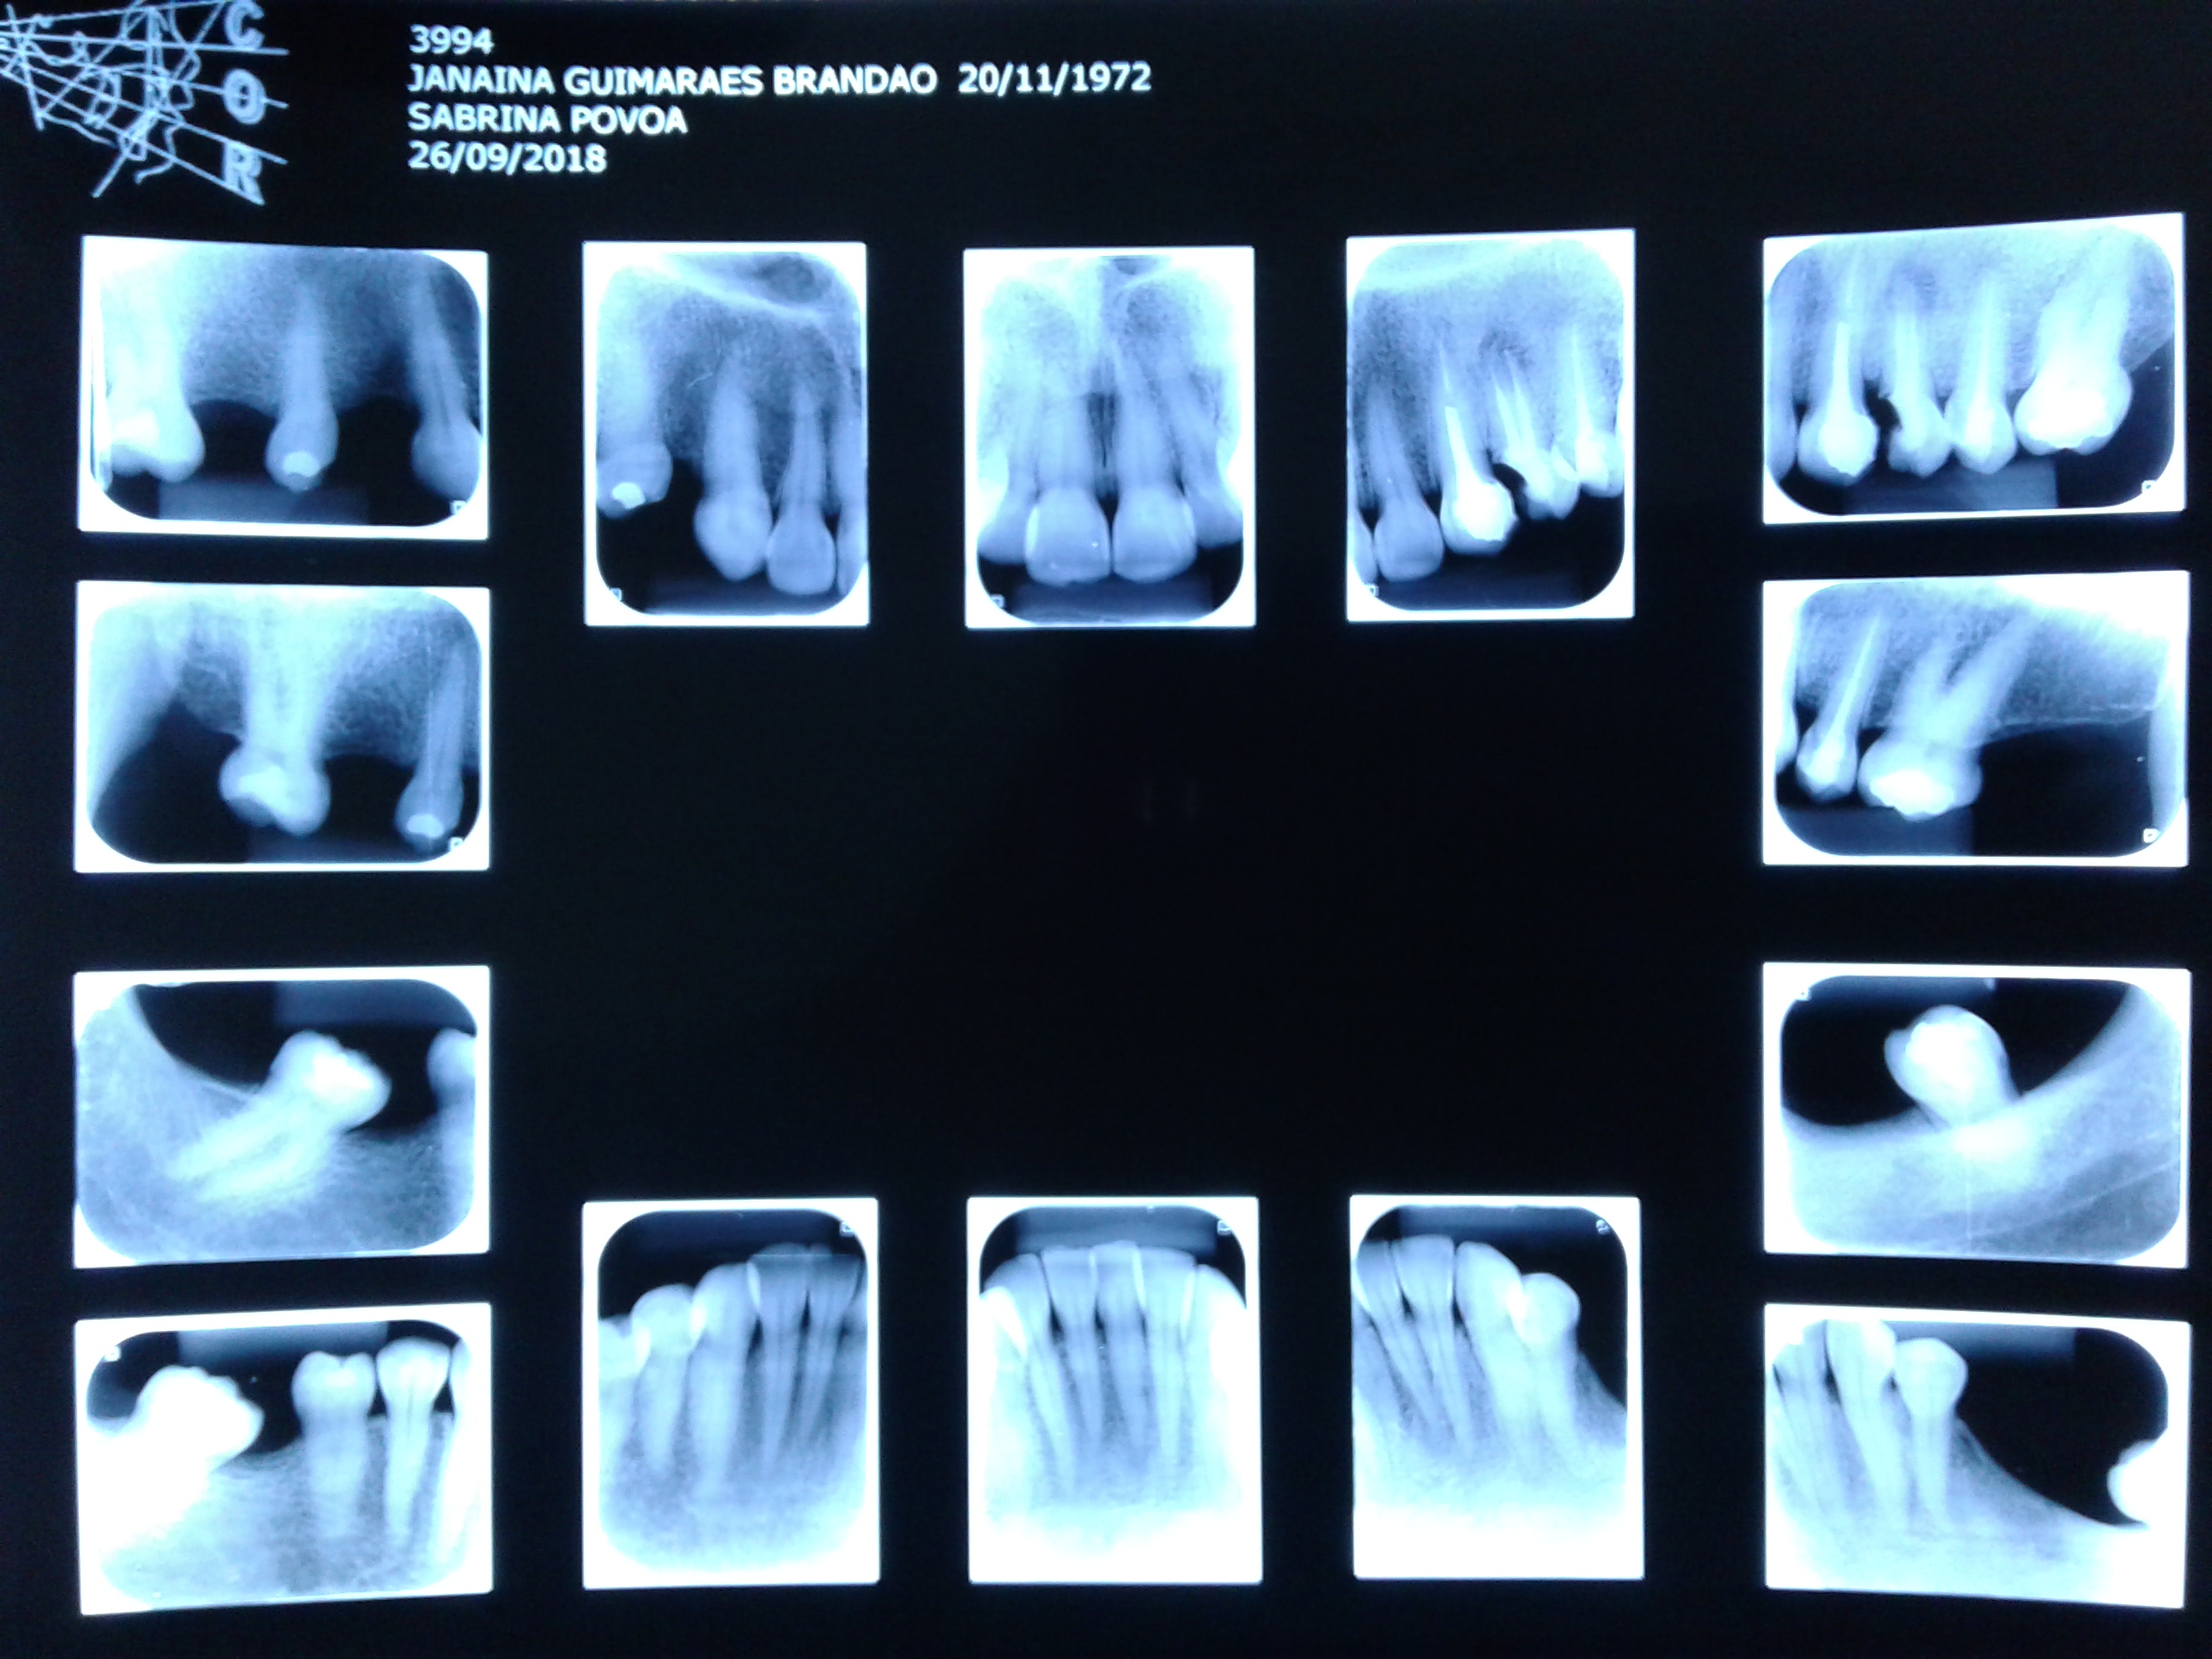 C
O
R
3994
JANAINA GUIMARAES BRANDAO 20/11/1972
SABRINA POVOA
26/09/2018